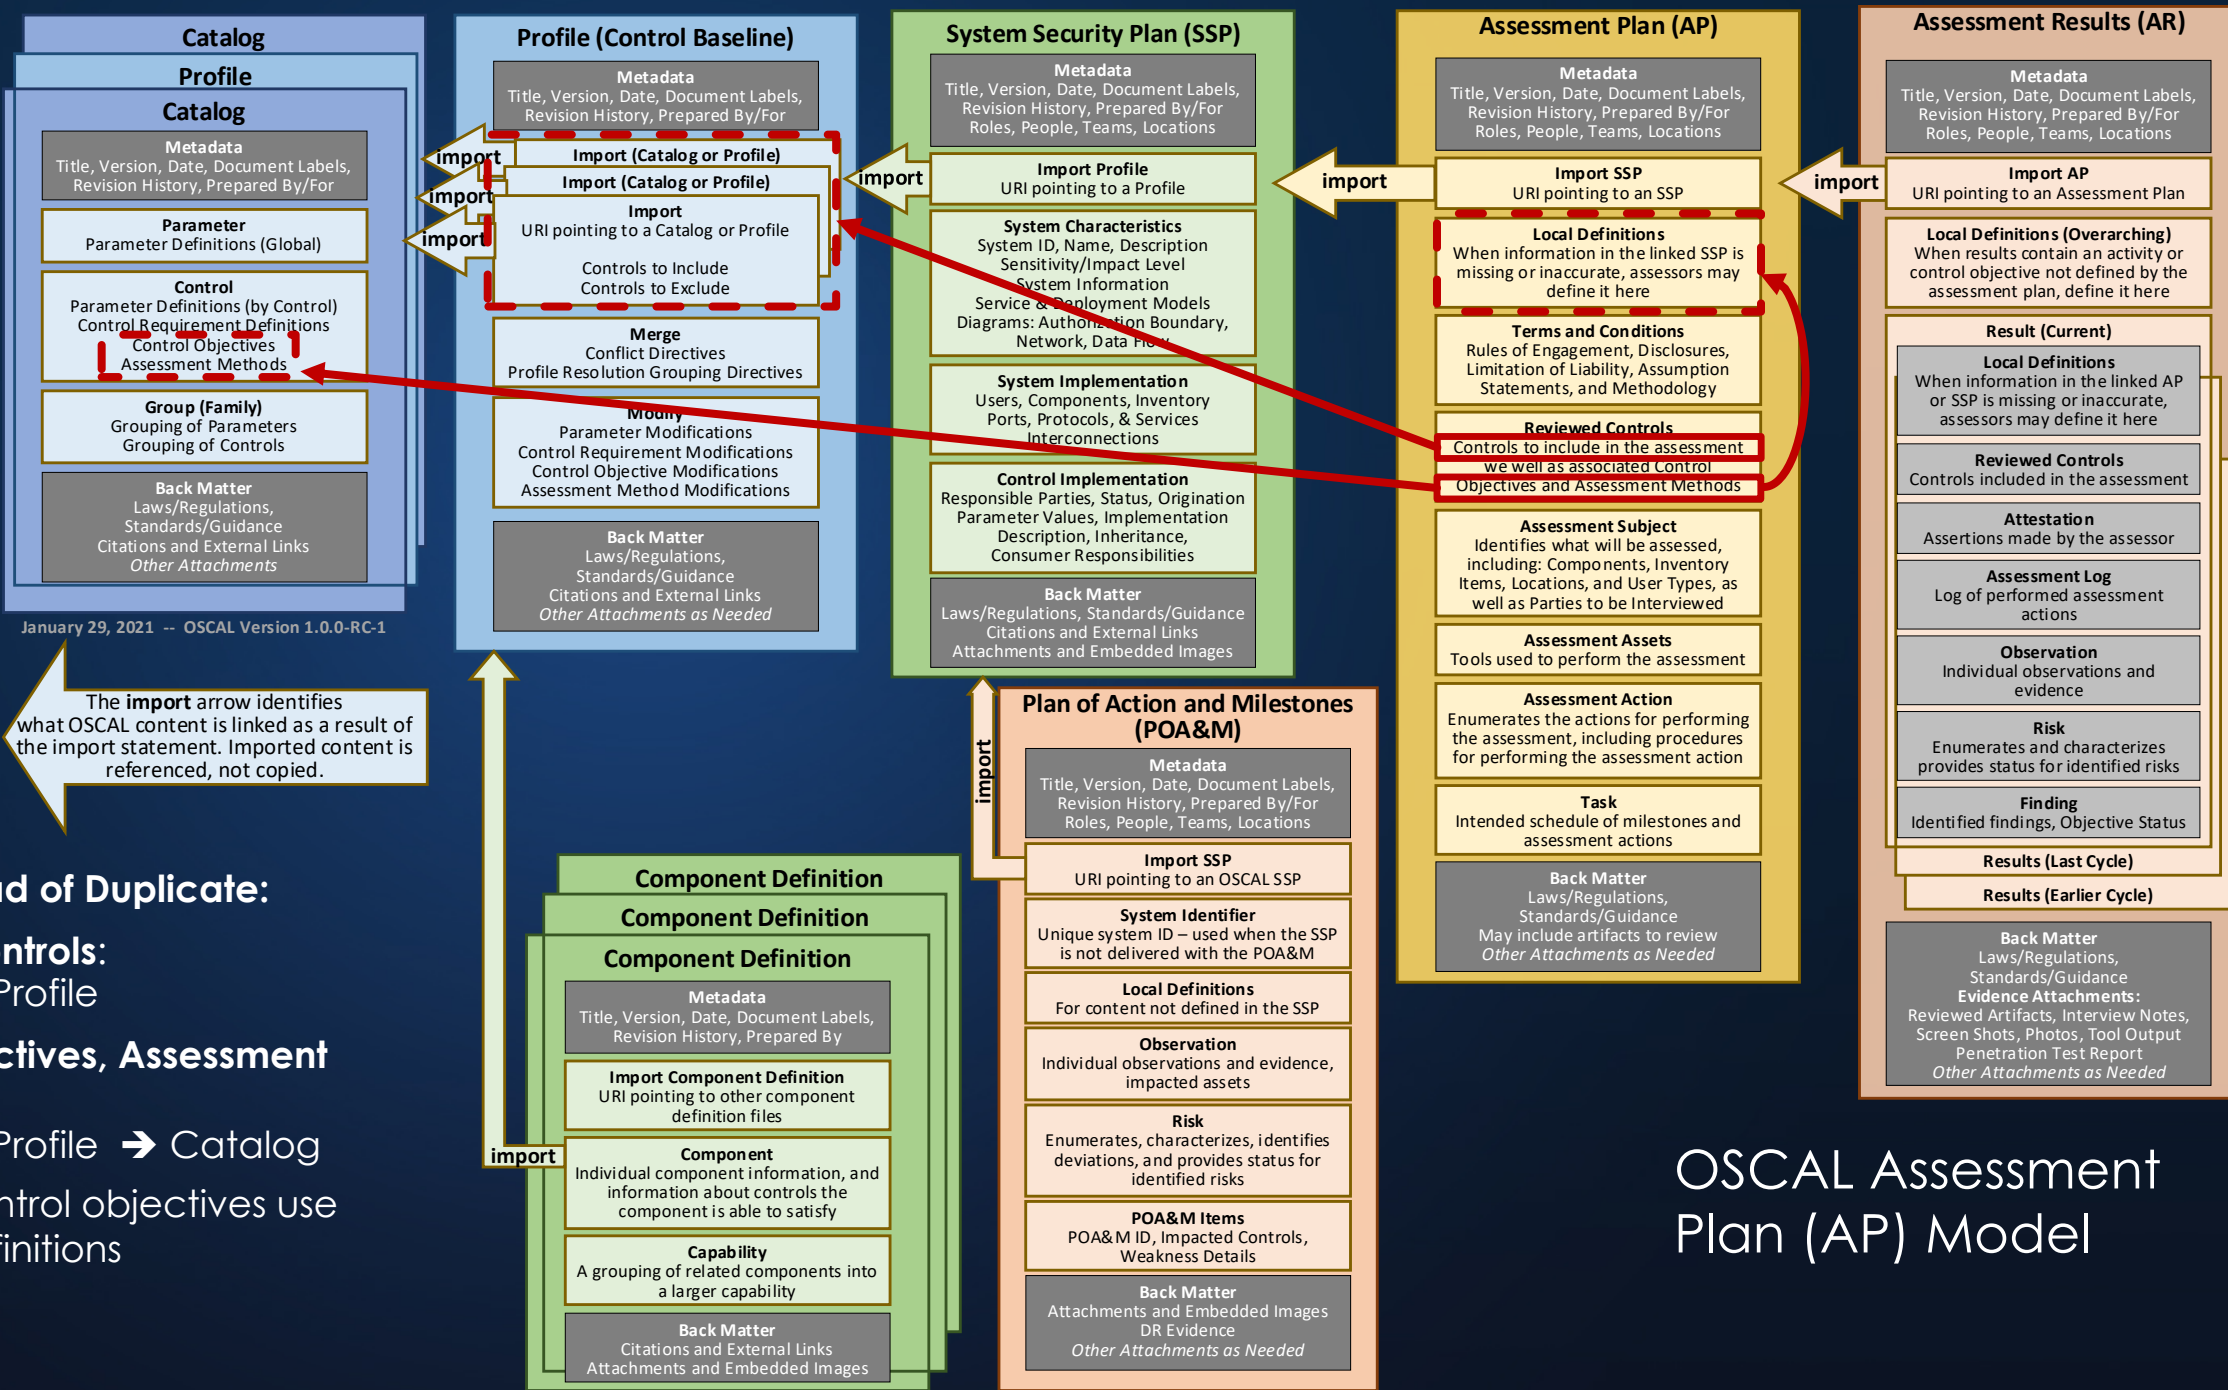 Catalog
Profile
Catalog
Metadata
Title, Version, Date, Document Labels,
Revision History, Prepared By/For
Parameter
Parameter Definitions (Global)
Control
Parameter Definitions (by Control)
Control Requirement Definitions
Control Objectives
Assessment Methods
Group (Family)
Grouping of Parameters
Grouping of Controls
Back Matter
Laws/Regulations,
Standards/Guidance
Citations and External Links
Other Attachments
January 29, 2021 -- OSCAL Version 1.0.0-RC-1
The import arrow identifies
what OSCAL content is linked as a result of
the import statement. Imported content is
referenced, not copied.
ad of Duplicate:
ontrols:
Profile
ctives, Assessment
Profile ➔ Catalog
ntrol objectives use
finitions
Profile (Control Baseline)
Metadata
Title, Version, Date, Document Labels,
Revision History, Prepared By/For
import
Import (Catalog or Profile)
import
Import (Catalog or Profile)
import
Import
URI pointing to a Catalog or Profile
Controls to Include
Controls to Exclude
Merge
Conflict Directives
Profile Resolution Grouping Directives
Modify
Parameter Modifications
Control Requirement Modifications
Control Objective Modifications
Assessment Method Modifications
Back Matter
Laws/Regulations,
Standards/Guidance
Citations and External Links
Other Attachments as Needed
System Security Plan (SSP)
Metadata
Title, Version, Date, Document Labels,
Revision History, Prepared By/For
Roles, People, Teams, Locations
import
Import Profile
URI pointing to a Profile
System Characteristics
System ID, Name, Description
Sensitivity/Impact Level
System Information
Service & Deployment Models
Diagrams: Authorization Boundary,
Network, Data Flow
System Implementation
Users, Components, Inventory
Ports, Protocols, & Services
Interconnections
Control Implementation
Responsible Parties, Status, Origination
Parameter Values, Implementation
Description, Inheritance,
Consumer Responsibilities
Back Matter
Laws/Regulations, Standards/Guidance
Citations and External Links
Attachments and Embedded Images
Component Definition
Component Definition
Component Definition
Metadata
Title, Version, Date, Document Labels,
Revision History, Prepared By
Import Component Definition
URI pointing to other component
definition files
import
Component
Individual component information, and
information about controls the
component is able to satisfy
Capability
A grouping of related components into
a larger capability
Back Matter
Citations and External Links
Attachments and Embedded Images
Plan of Action and Milestones
(POA&M)
Metadata
Title, Version, Date, Document Labels,
Revision History, Prepared By/For
Roles, People, Teams, Locations
import
Import SSP
URI pointing to an OSCAL SSP
System Identifier
Unique system ID – used when the SSP
is not delivered with the POA&M
Local Definitions
For content not defined in the SSP
Observation
Individual observations and evidence,
impacted assets
Risk
Enumerates, characterizes, identifies
deviations, and provides status for
identified risks
POA&M Items
POA&M ID, Impacted Controls,
Weakness Details
Back Matter
Attachments and Embedded Images
DR Evidence
Other Attachments as Needed
Assessment Plan (AP)
Metadata
Title, Version, Date, Document Labels,
Revision History, Prepared By/For
Roles, People, Teams, Locations
import
Import SSP
URI pointing to an SSP
Local Definitions
When information in the linked SSP is
missing or inaccurate, assessors may
define it here
Terms and Conditions
Rules of Engagement, Disclosures,
Limitation of Liability, Assumption
Statements, and Methodology
Reviewed Controls
Controls to include in the assessment
we well as associated Control
Objectives and Assessment Methods
Assessment Subject
Identifies what will be assessed,
including: Components, Inventory
Items, Locations, and User Types, as
well as Parties to be Interviewed
Assessment Assets
Tools used to perform the assessment
Assessment Action
Enumerates the actions for performing
the assessment, including procedures
for performing the assessment action
Task
Intended schedule of milestones and
assessment actions
Back Matter
Laws/Regulations,
Standards/Guidance
May include artifacts to review
Other Attachments as Needed
Assessment Results (AR)
Metadata
Title, Version, Date, Document Labels,
Revision History, Prepared By/For
Roles, People, Teams, Locations
import
Import AP
URI pointing to an Assessment Plan
Local Definitions (Overarching)
When results contain an activity or
control objective not defined by the
assessment plan, define it here
Result (Current)
Local Definitions
When information in the linked AP
or SSP is missing or inaccurate,
assessors may define it here
Reviewed Controls
Controls included in the assessment
Attestation
Assertions made by the assessor
Assessment Log
Log of performed assessment
actions
Observation
Individual observations and
evidence
Risk
Enumerates and characterizes
provides status for identified risks
Finding
Identified findings, Objective Status
Results (Last Cycle)
Results (Earlier Cycle)
Back Matter
Laws/Regulations,
Standards/Guidance
Evidence Attachments:
Reviewed Artifacts, Interview Notes,
Screen Shots, Photos, Tool Output
Penetration Test Report
Other Attachments as Needed
OSCAL Assessment
Plan (AP) Model